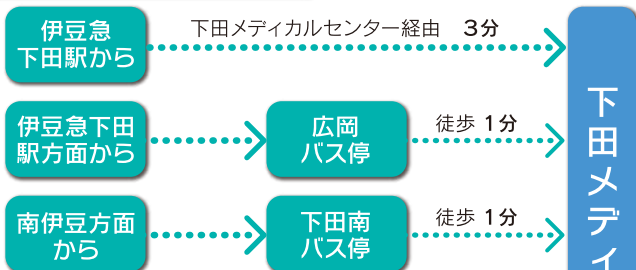 伊豆急
下田駅から
下田メディカルセンター経由 3分
伊豆急下田
駅方面から
広岡
バス停
徒歩 1分
南伊豆方面
から
下田南
バス停
徒歩 1分
下田メディ